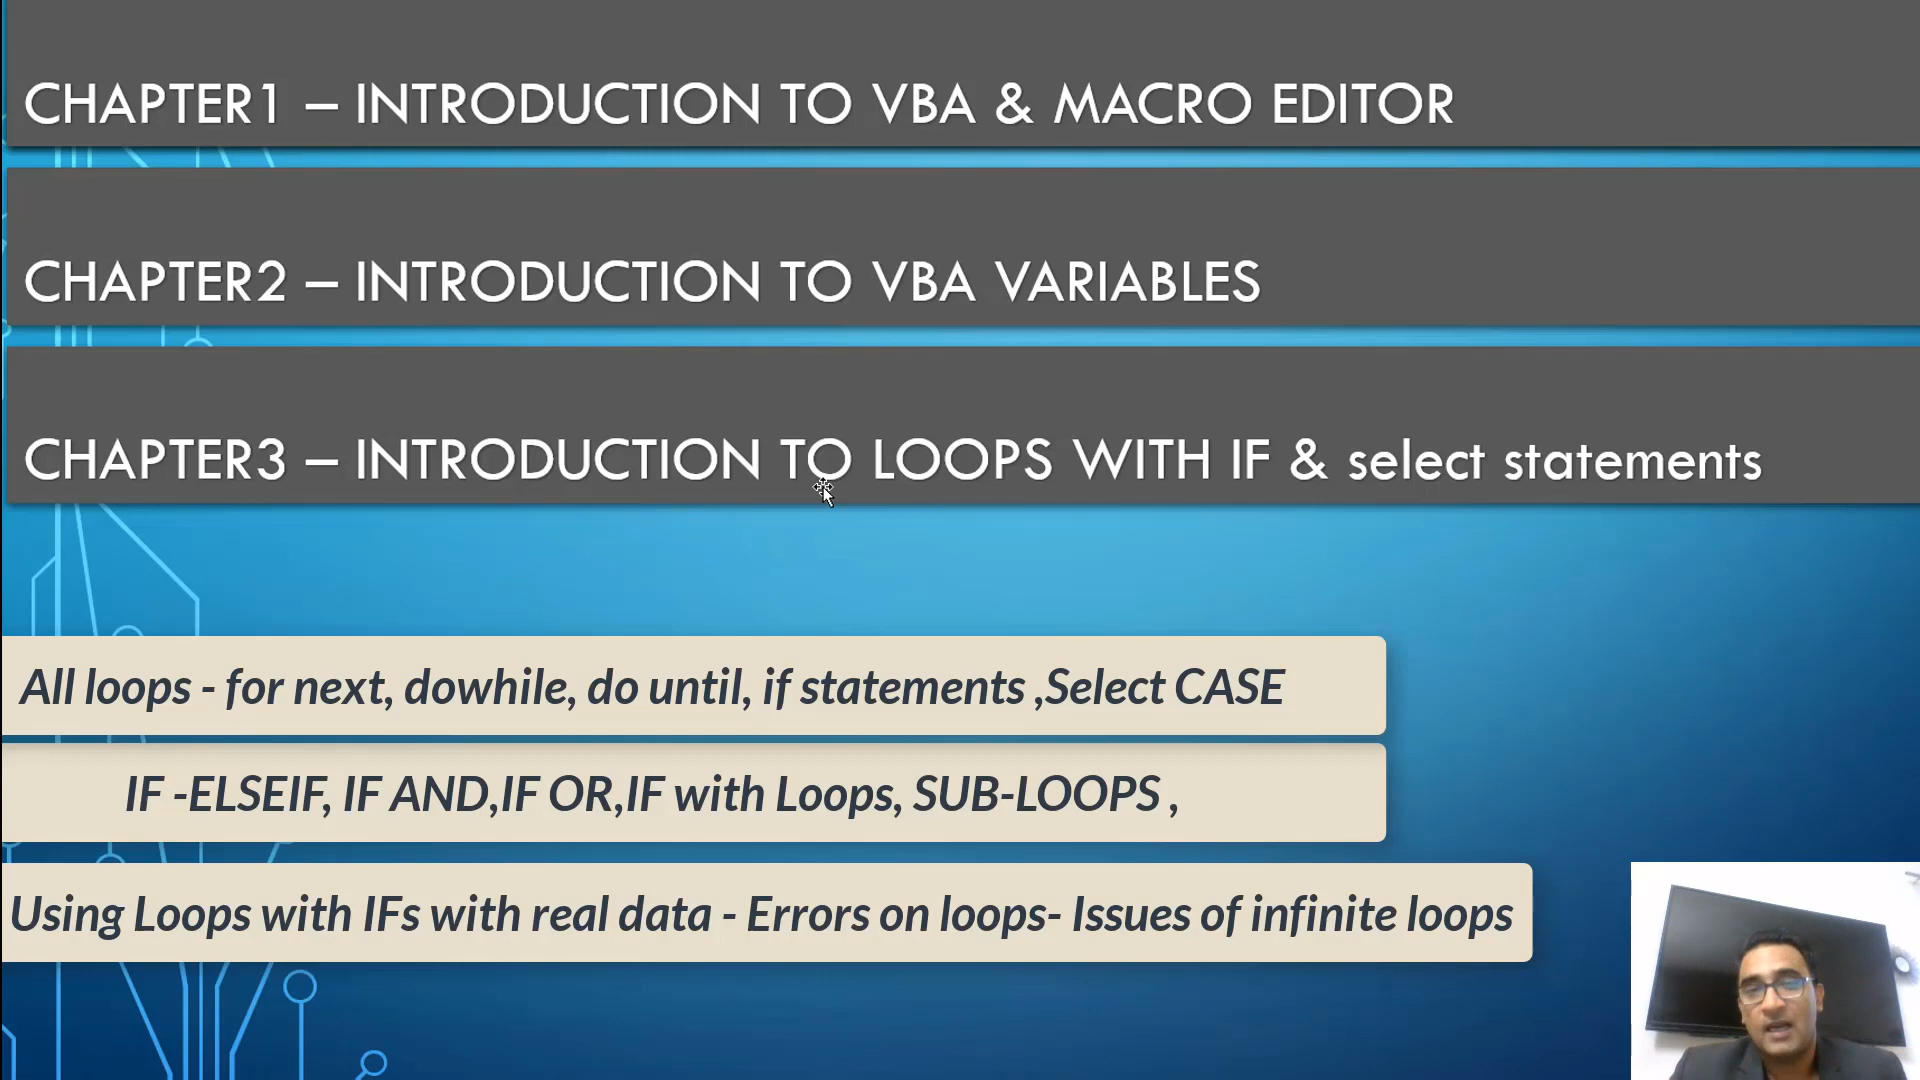 CHAPTER1 – INTRODUCTION TO VBA & MACRO EDITOR
CHAPTER2 – INTRODUCTION TO VBA VARIABLES
CHAPTER3 – INTRODUCTION TO LOOPS WITH IF & select statements
All loops - for next, dowhile, do until, if statements ,Select CASE
IF -ELSEIF, IF AND,IF OR,IF with Loops, SUB-LOOPS ,
Using Loops with IFs with real data - Errors on loops- Issues of infinite loops